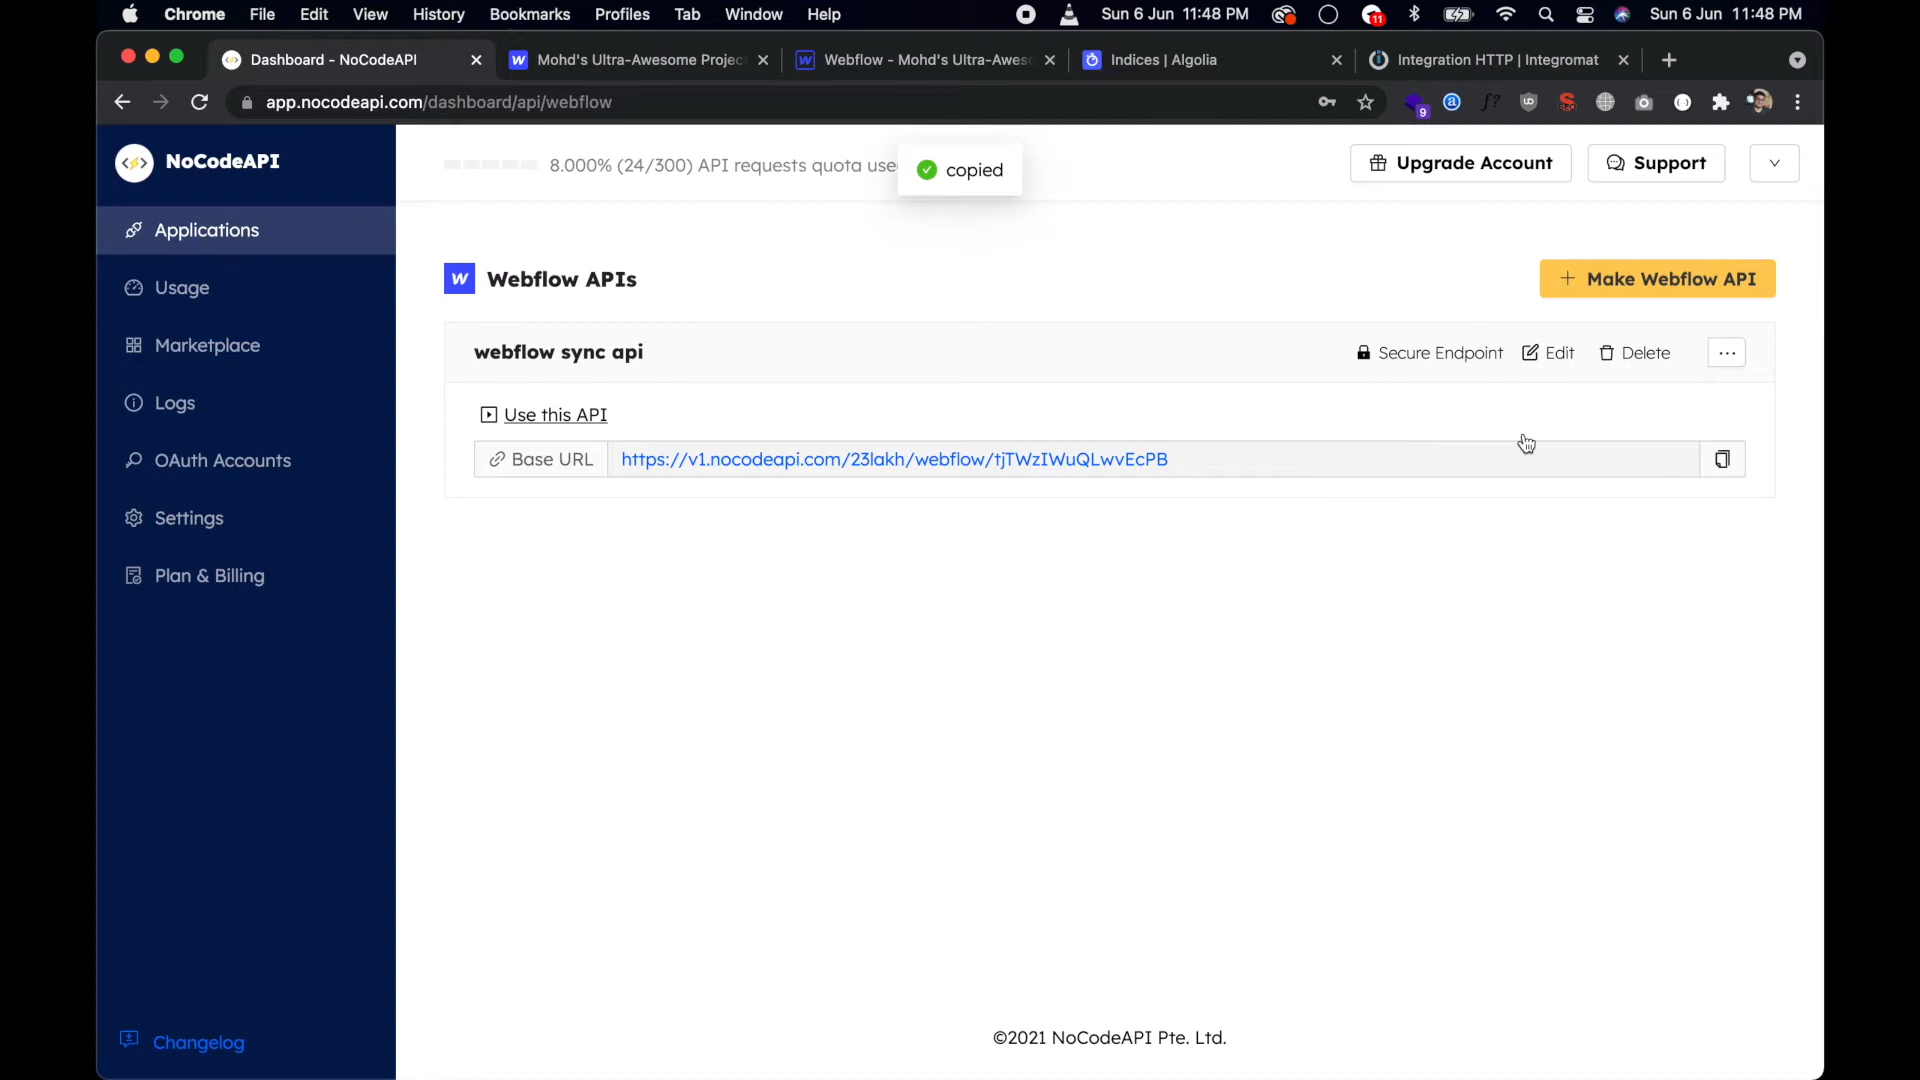 Chrome File Edit View History Bookmarks Profiles Tab Window Help 11 Sun 6 Jun 11:48 PM Sun 6 Jun 11:48 PM
Dashboard - NoCodeAPI Mohd's Ultra-Awesome Projec Webflow - Mohd's Ultra-Awes Indices | Algolia Integration HTTP | Integromat
app.nocodeapi.com/dashboard/api/webflow 9
NoCodeAPI
8.000% (24/300) API requests quota use
copied
Upgrade Account
Support
Applications
Usage
Marketplace
Logs
OAuth Accounts
Settings
Plan & Billing
Changelog
Webflow APIs
+ Make Webflow API
webflow sync api
Secure Endpoint Edit Delete ...
Use this API
Base URL https://v1.nocodeapi.com/23lakh/webflow/tjTWzIWuQLwvEcPB
©2021 NoCodeAPI Pte. Ltd.